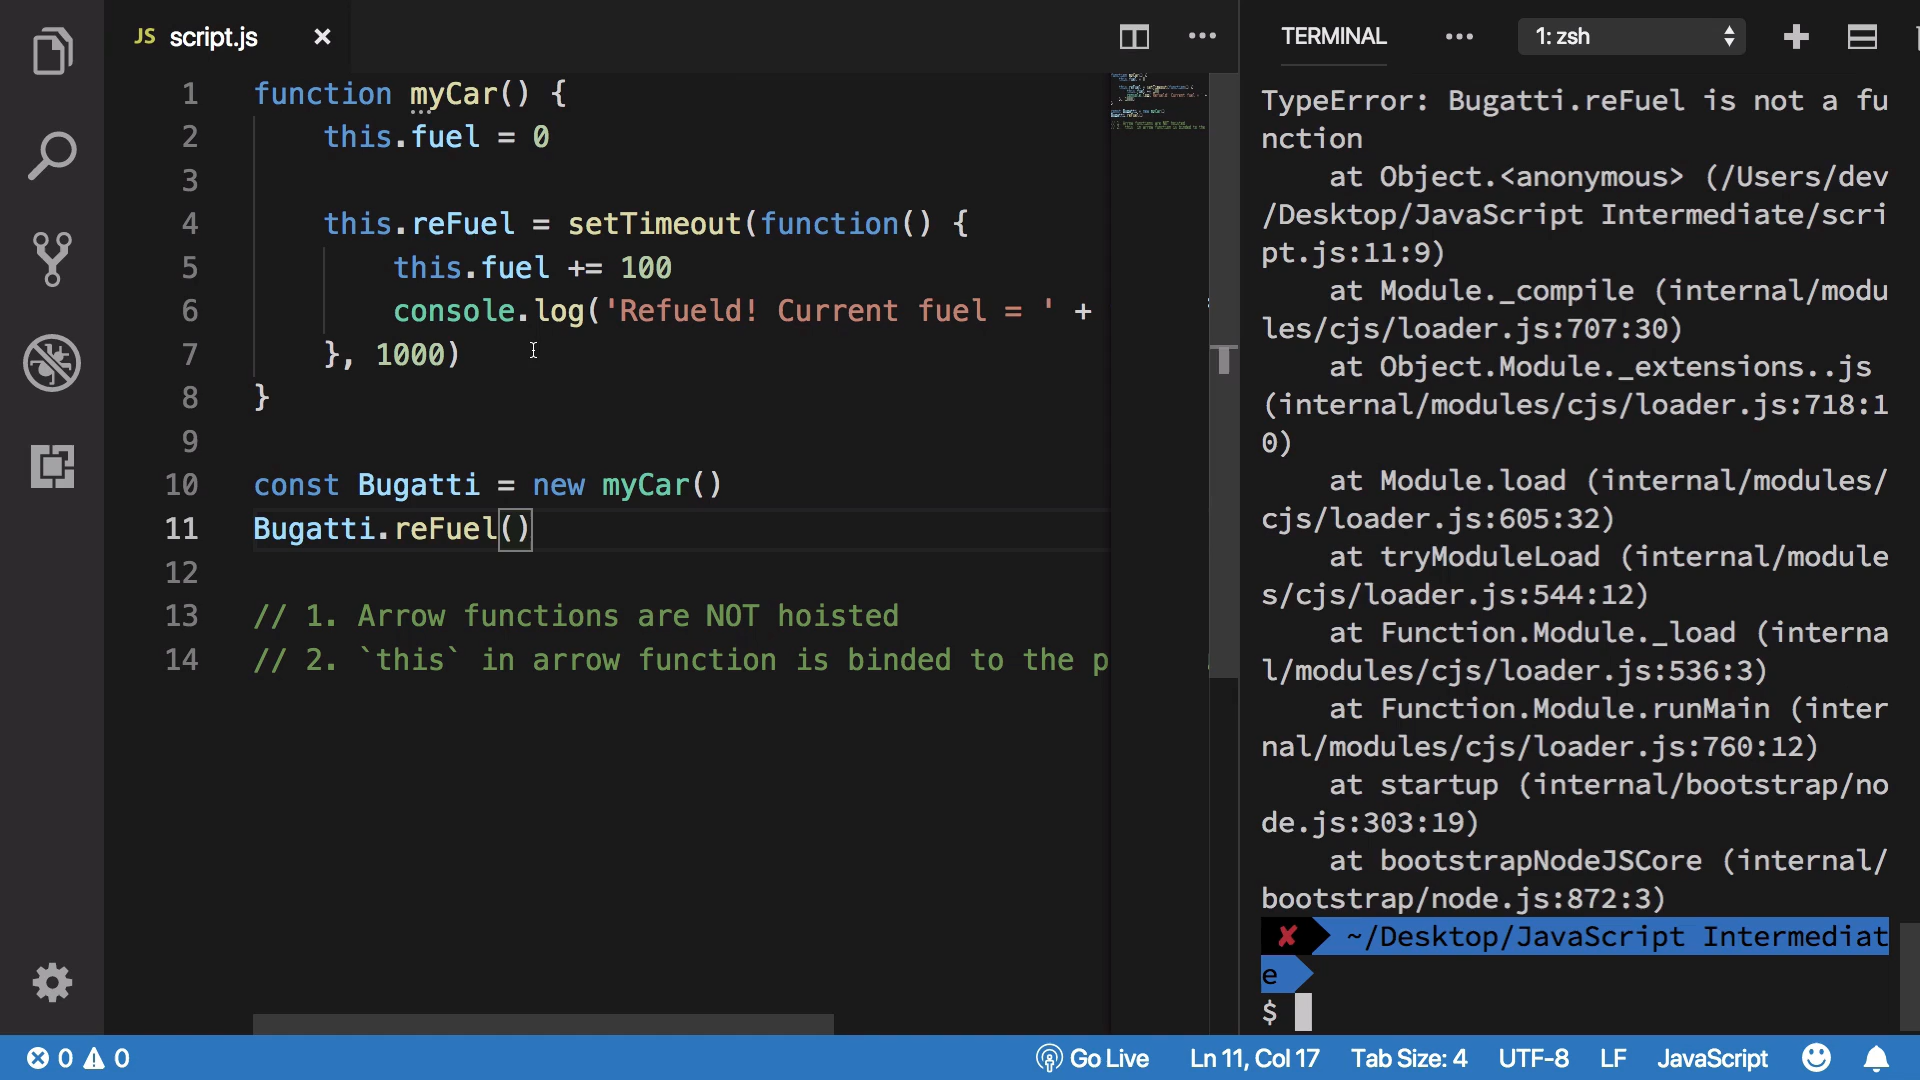 JS script.js ×
1 function myCar() {
2 this.fuel = 0
3
4 this.reFuel = setTimeout(function() {
5 this.fuel += 100
6 console.log('Refueld! Current fuel = ' +
7 }, 1000)
8 }
9
10 const Bugatti = new myCar()
11 Bugatti.reFuel()
12
13 // 1. Arrow functions are NOT hoisted
14 // 2. `this` in arrow function is binded to the p
TERMINAL ••• 1: zsh
TypeError: Bugatti.reFuel is not a fu
nction
at Object.<anonymous> (/Users/dev
/Desktop/JavaScript Intermediate/scri
pt.js:11:9)
at Module._compile (internal/modu
les/cjs/loader.js:707:30)
at Object.Module._extensions..js
(internal/modules/cjs/loader.js:718:1
0)
at Module.load (internal/modules/
cjs/loader.js:605:32)
at tryModuleLoad (internal/module
s/cjs/loader.js:544:12)
at Function.Module._load (interna
l/modules/cjs/loader.js:536:3)
at Function.Module.runMain (inter
nal/modules/cjs/loader.js:760:12)
at startup (internal/bootstrap/no
de.js:303:19)
at bootstrapNodeJSCore (internal/
bootstrap/node.js:872:3)
✘ ~/Desktop/JavaScript Intermediat
e
$
0 0 Go Live Ln 11, Col 17 Tab Size: 4 UTF-8 LF JavaScript